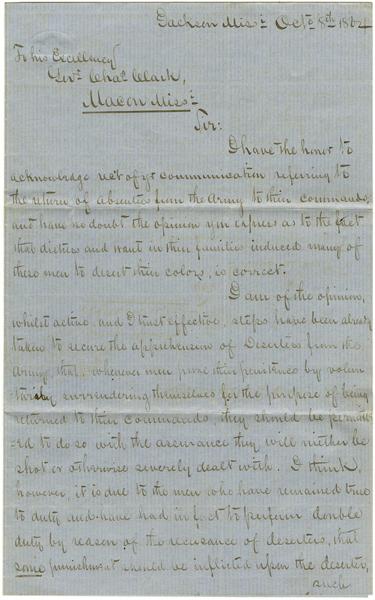 Jackson Miss: Octo 8th 1864
To his Excellency
Govr Chas Clark,
Macon Miss:
Sir:
I have the honor to
acknowledge rect of yr communication referring to
the return of absentees from the Army to their commands,
and have no doubt the opinion you express as to the fact
that distress and want in their families induced many of
these men to desert their colors, is correct.
I am of the opinion,
whilst active, and I trust effective, steps have been already
taken to secure the apprehension of Deserters from the
Army, that, whenever men prove their penitence by volun
tarily surrendering themselves for the purpose of being
returned to their commands, they should be permitt-
=ed to do so with the assurance they will neither be
shot or otherwise severely dealt with. I think,
however, it is due to the men who have remained true
to duty and have had in fact to perform double
duty by reason of the of deserters, that
some punishment should be inflicted upon the deserter,
such